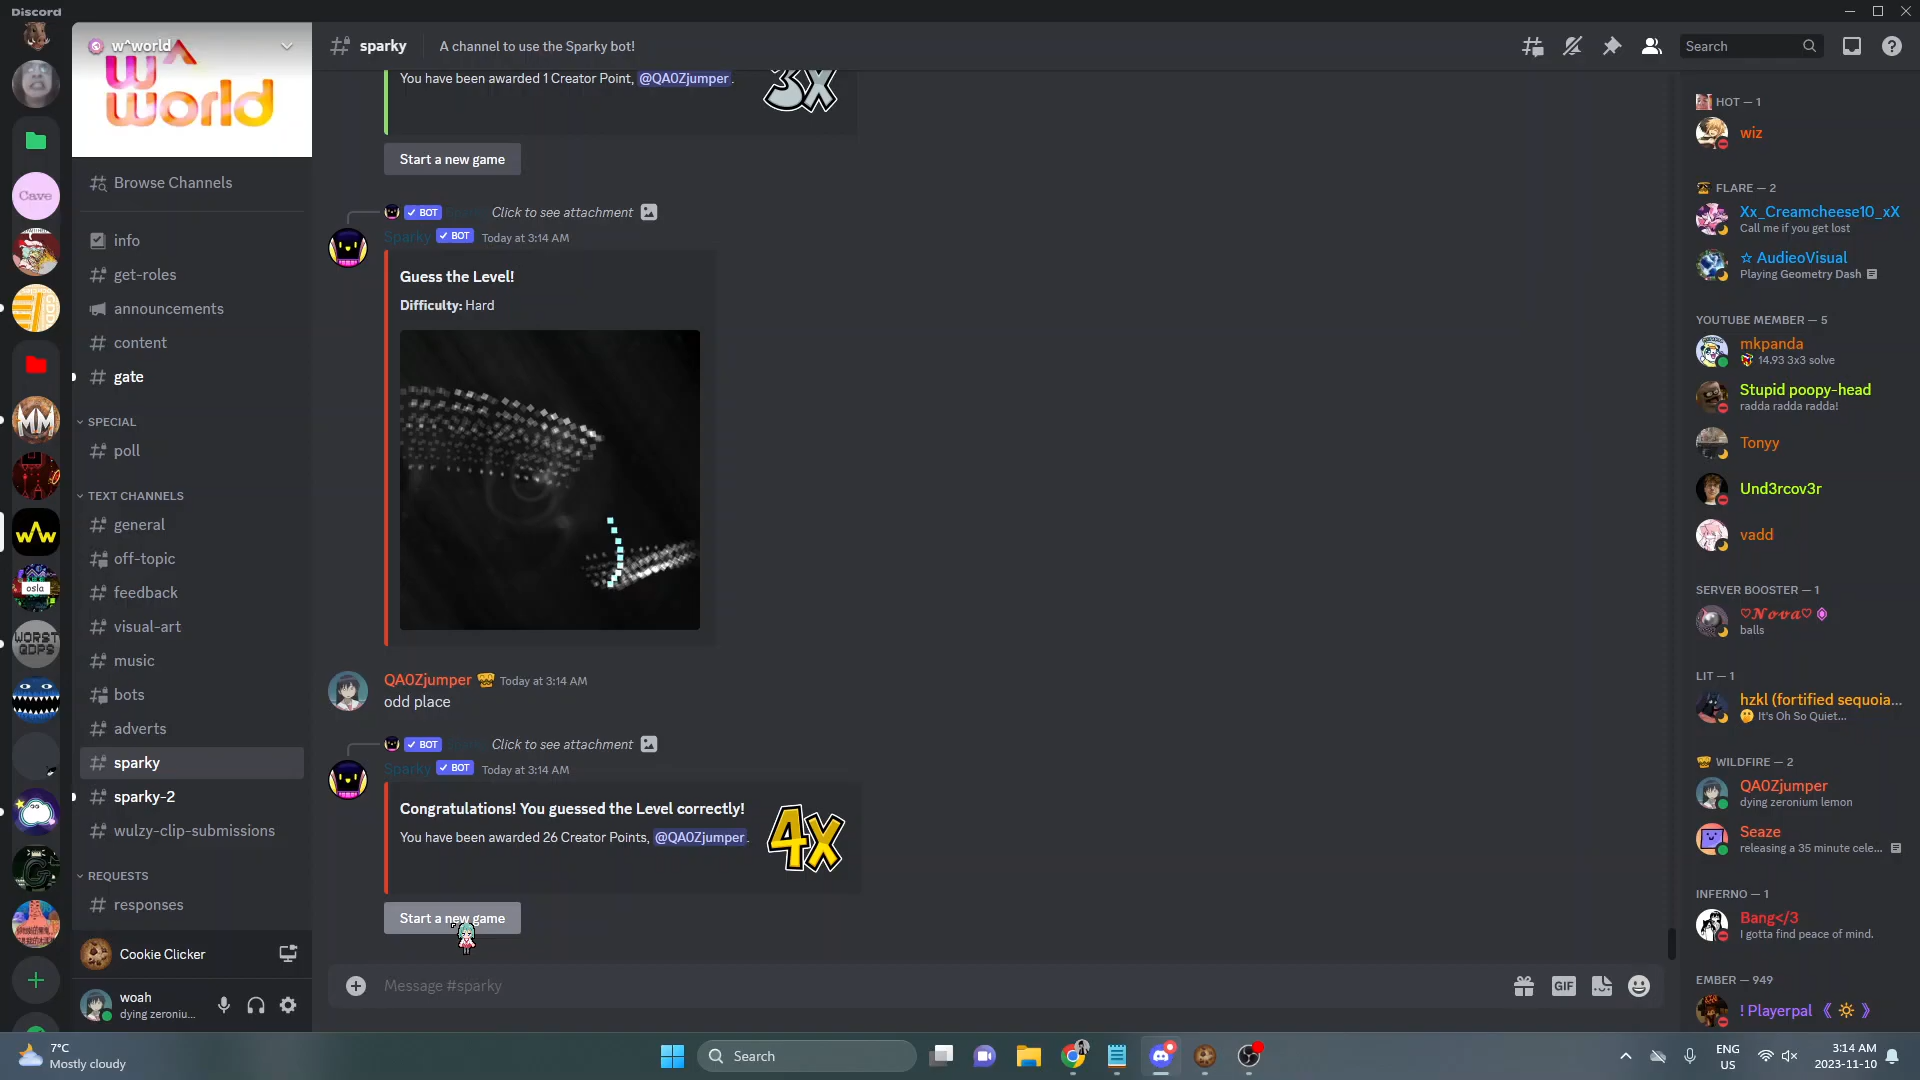 Discord
w^world
w^
world
Browse Channels
info
get-roles
announcements
content
gate
SPECIAL
poll
TEXT CHANNELS
general
off-topic
feedback
visual-art
music
bots
adverts
sparky
sparky-2
wulzy-clip-submissions
REQUESTS
responses
Cookie Clicker
woah
dying zeroniu...
Cave
MM
osla
WORST
GDPS
sparky
A channel to use the Sparky bot!
Search
You have been awarded 1 Creator Point, @QA0Zjumper.
3X
Start a new game
BOT Click to see attachment
Sparky BOT Today at 3:14 AM
Guess the Level!
Difficulty: Hard
QA0Zjumper Today at 3:14 AM
odd place
BOT Click to see attachment
Sparky BOT Today at 3:14 AM
Congratulations! You guessed the Level correctly!
You have been awarded 26 Creator Points, @QA0Zjumper.
4X
Start a new game
Message #sparky
GIF
HOT — 1
wiz
FLARE — 2
Xx_Creamcheese10_xX
Call me if you get lost
☆ AudieoVisual
Playing Geometry Dash
YOUTUBE MEMBER — 5
mkpanda
14.93 3x3 solve
Stupid poopy-head
radda radda radda!
Tonyy
Und3rcov3r
vadd
SERVER BOOSTER — 1
♡𝓝𝓸𝓿𝓪♡
balls
LIT — 1
hzkl (fortified sequoia...
It's Oh So Quiet...
WILDFIRE — 2
QA0Zjumper
dying zeronium lemon
Seaze
releasing a 35 minute cele...
INFERNO — 1
Bang</3
I gotta find peace of mind.
EMBER — 949
! Playerpal 《 🔆 》
7°C
Mostly cloudy
Search
ENG
US
3:14 AM
2023-11-10